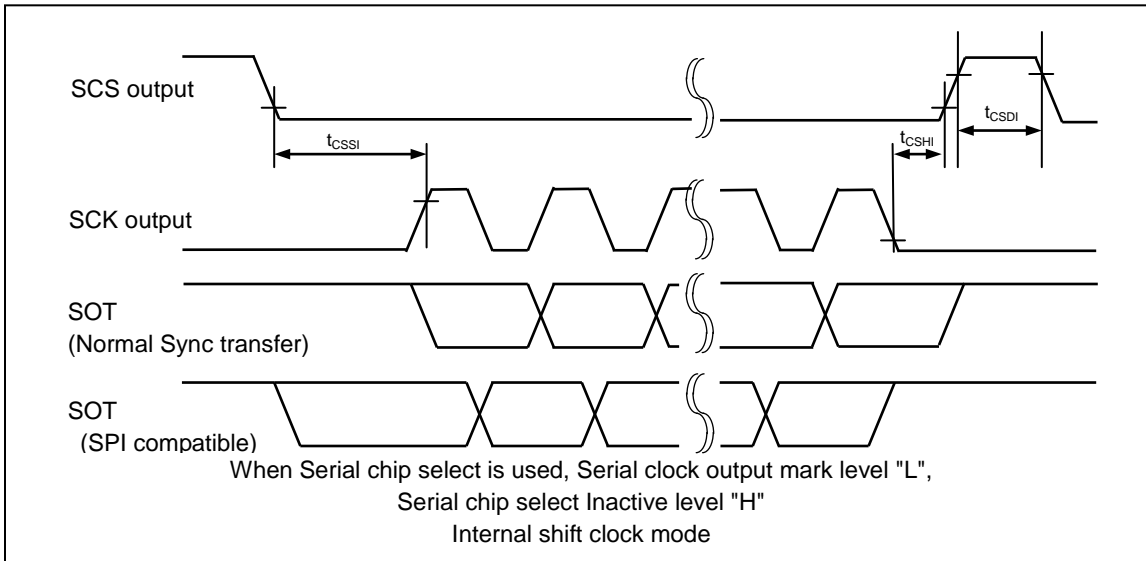 SCS output
tCSSI
tCSHI
tCSDI
SCK output
SOT
(Normal Sync transfer)
SOT
(SPI compatible)
When Serial chip select is used, Serial clock output mark level "L",
Serial chip select Inactive level "H"
Internal shift clock mode